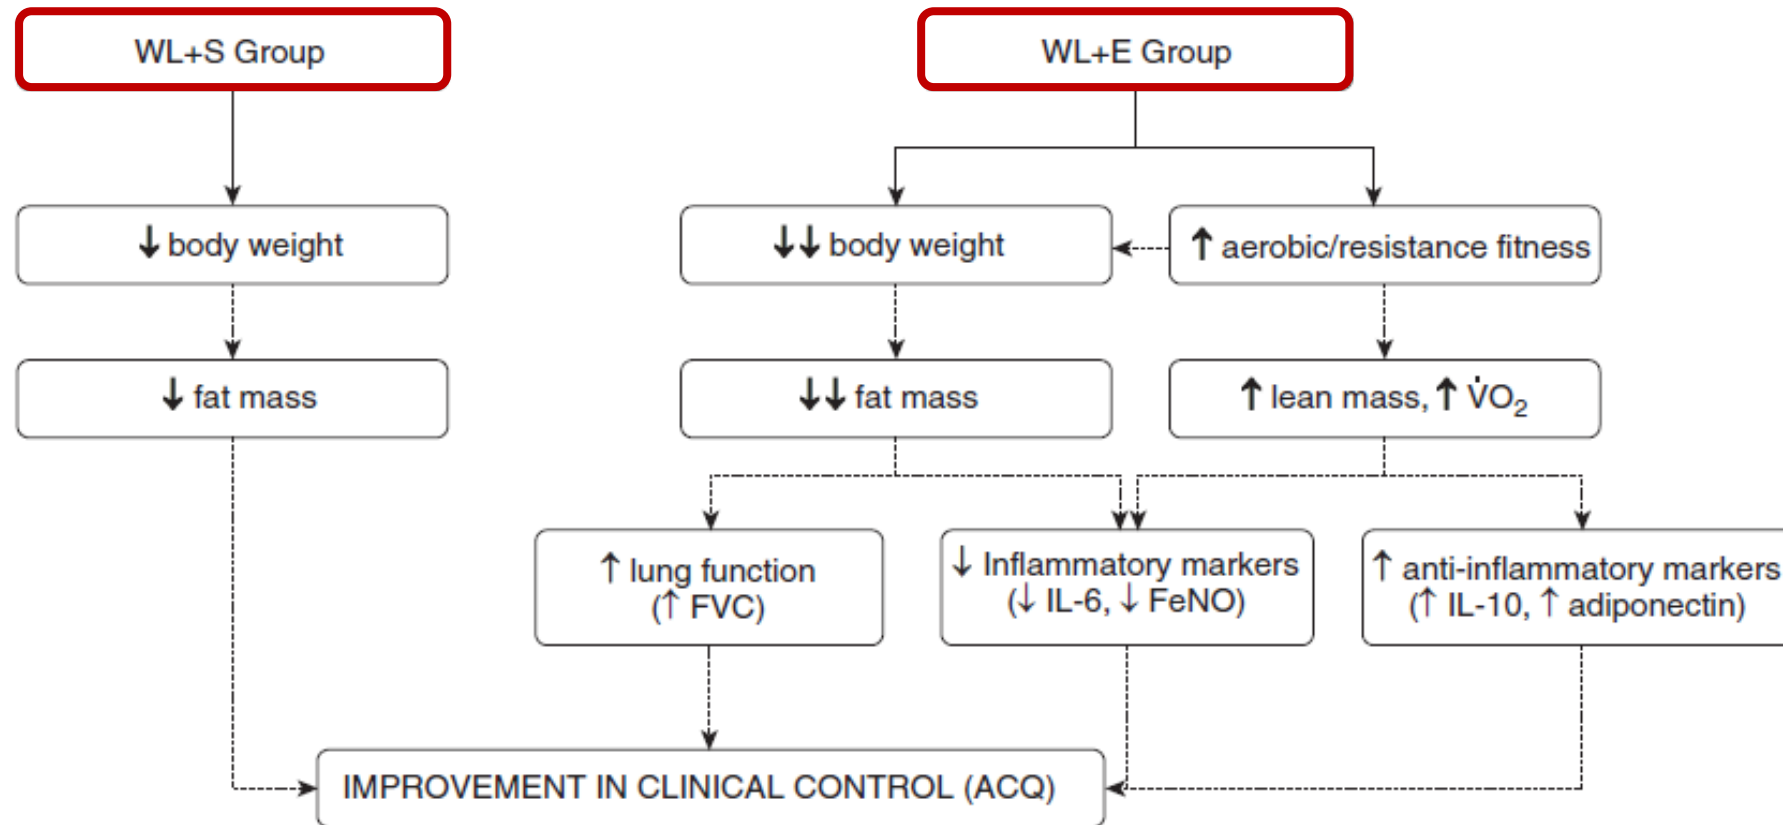 WL+S Group
WL+E Group
↓ body weight
↓↓ body weight
↑ aerobic/resistance fitness
↓ fat mass
↓↓ fat mass
↑ lean mass, ↑ V̇O₂
↑ lung function
(↑ FVC)
↓ Inflammatory markers
(↓ IL-6, ↓ FeNO)
↑ anti-inflammatory markers
(↑ IL-10, ↑ adiponectin)
IMPROVEMENT IN CLINICAL CONTROL (ACQ)